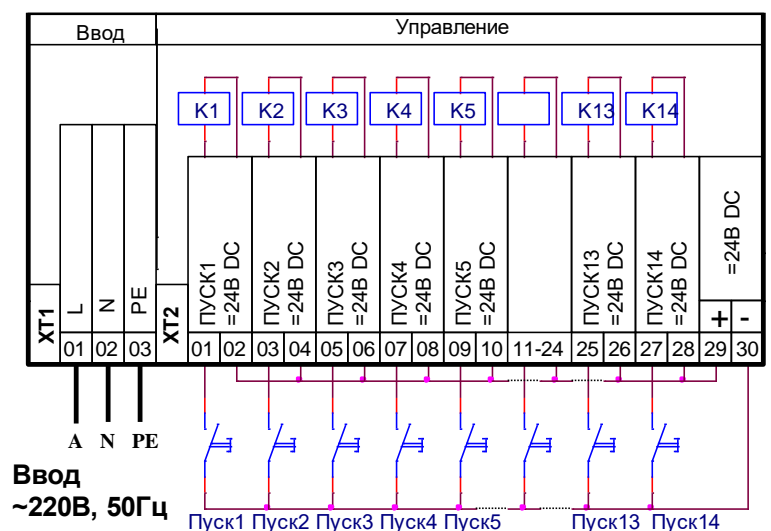 Ввод Управление
K1 K2 K3 K4 K5 K13 K14
XT1 L N PE XT2 ПУСК1 =24В DC ПУСК2 =24В DC ПУСК3 =24В DC ПУСК4 =24В DC ПУСК5 =24В DC ПУСК13 =24В DC ПУСК14 =24В DC =24В DC
+ -
01 02 03 01 02 03 04 05 06 07 08 09 10 11-24 25 26 27 28 29 30
A N PE
Ввод
~220В, 50Гц
Пуск1 Пуск2 Пуск3 Пуск4 Пуск5 Пуск13 Пуск14